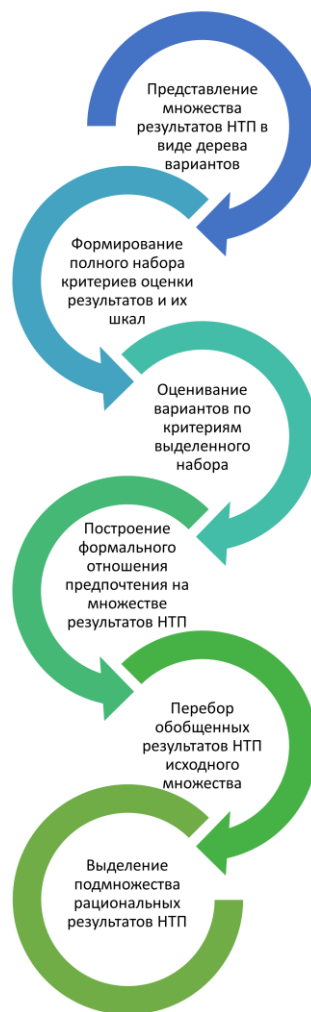 Представление
множества
результатов НТП в
виде дерева
вариантов
Формирование
полного набора
критериев оценки
результатов и их
шкал
Оценивание
вариантов по
критериям
выделенного
набора
Построение
формального
отношения
предпочтения на
множестве
результатов НТП
Перебор
обобщенных
результатов НТП
исходного
множества
Выделение
подмножества
рациональных
результатов НТП